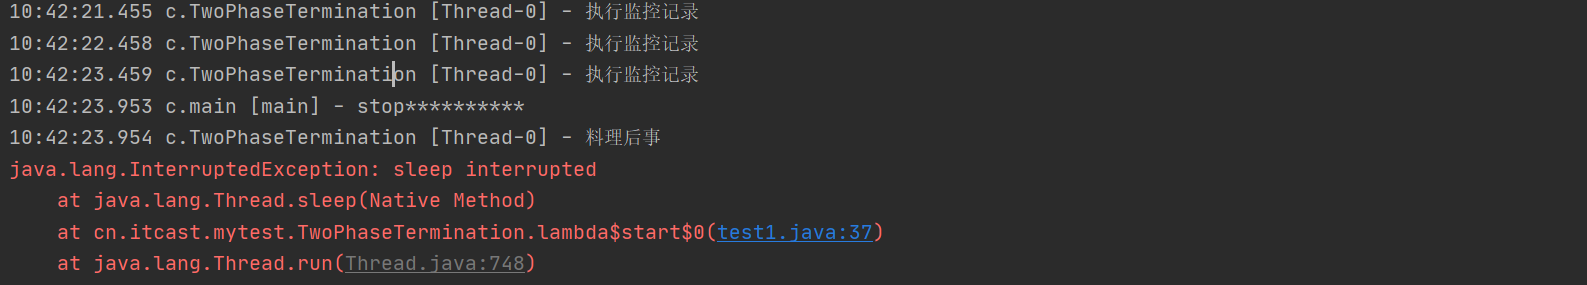 10:42:21.455 c.TwoPhaseTermination [Thread-0] - 执行监控记录
10:42:22.458 c.TwoPhaseTermination [Thread-0] - 执行监控记录
10:42:23.459 c.TwoPhaseTermination [Thread-0] - 执行监控记录
10:42:23.953 c.main [main] - stop**********
10:42:23.954 c.TwoPhaseTermination [Thread-0] - 料理后事
java.lang.InterruptedException: sleep interrupted
    at java.lang.Thread.sleep(Native Method)
    at cn.itcast.mytest.TwoPhaseTermination.lambda$start$0(test1.java:37)
    at java.lang.Thread.run(Thread.java:748)